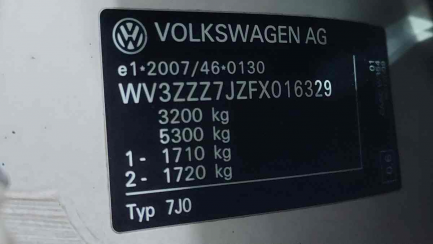 VOLKSWAGEN AG
e1*2007/46*0130
WV3ZZZ7JZFX016329
3200 kg
5300 kg
1- 1710 kg
2- 1720 kg
Typ 7J0